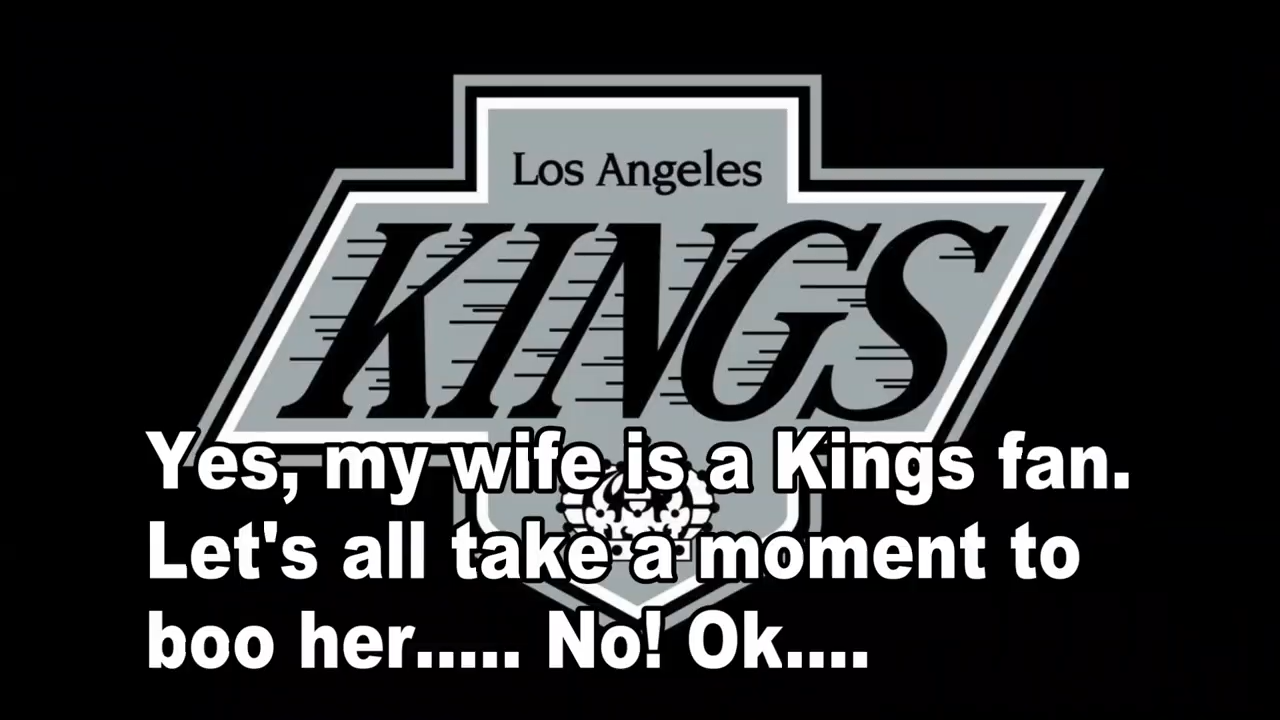 Los Angeles
KINGS
Yes, my wife is a Kings fan.
Let's all take a moment to
boo her..... No! Ok....